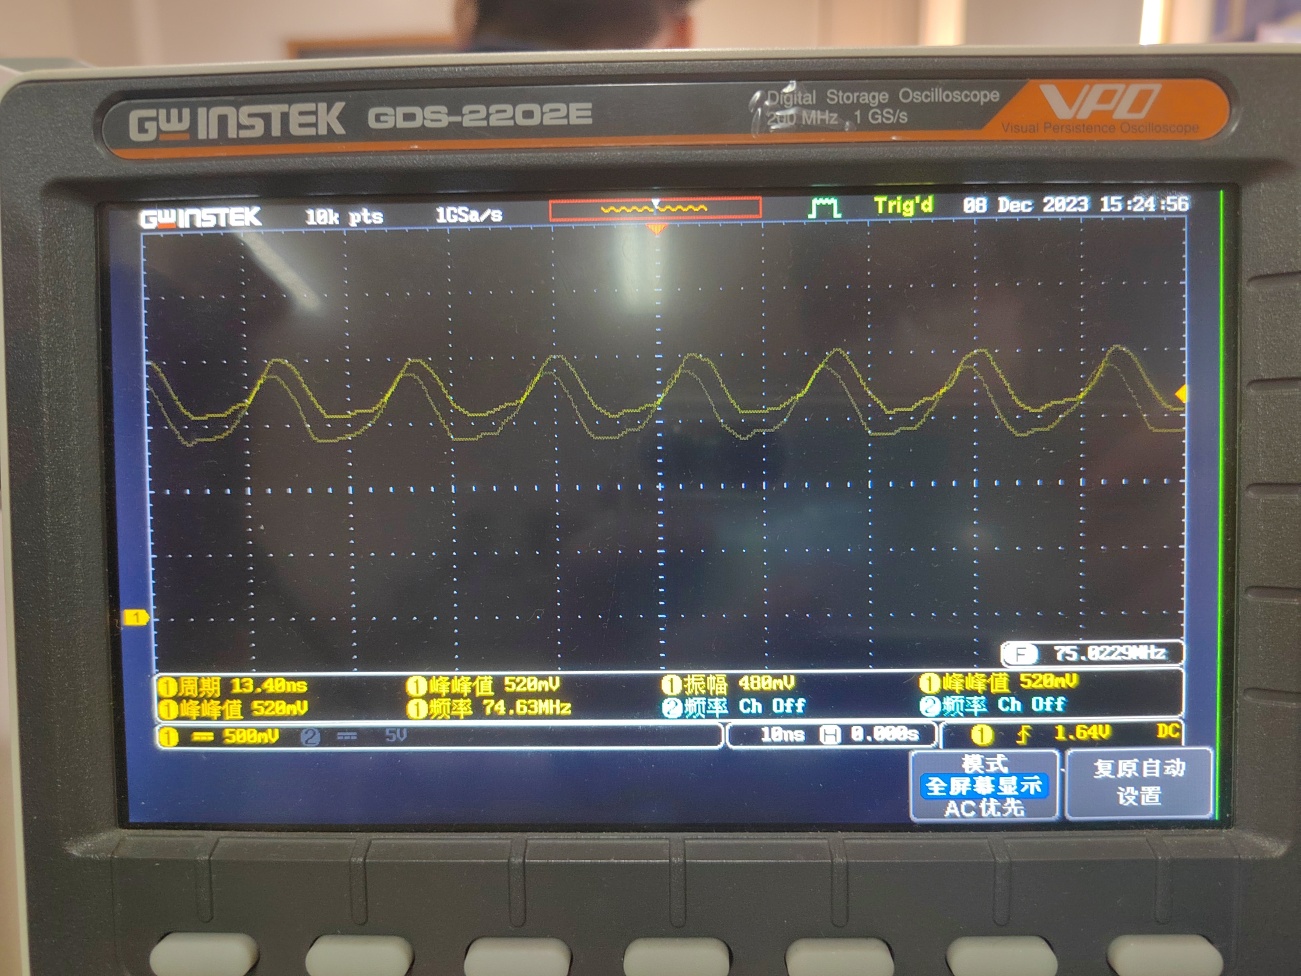 GW INSTEK GDS-2202E
Digital Storage Oscilloscope
200 MHz 1 GS/s
VPO
Visual Persistence Oscilloscope
GW INSTEK 10k pts 1GSa/s Trig'd 08 Dec 2023 15:24:56
1
F 75.0229MHz
1 周期 13.40ns 1 峰峰值 520mV 1 振幅 480mV 1 峰峰值 520mV
1 峰峰值 520mV 1 频率 74.63MHz 2 频率 Ch Off 2 频率 Ch Off
1 500mV 2 5V 10ns H 0.000s 1 1.64V DC
模式
全屏幕显示
AC优先
复原自动
设置